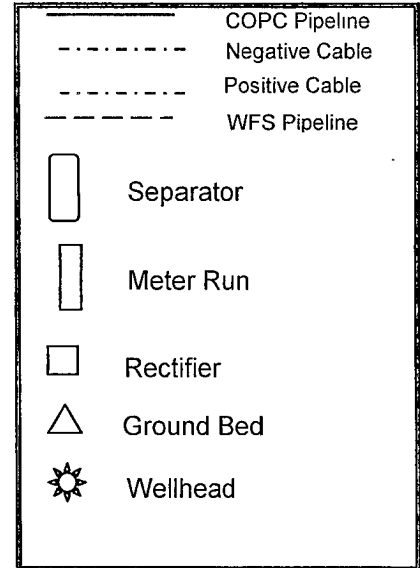 COPC Pipeline
Negative Cable
Positive Cable
WFS Pipeline
Separator
Meter Run
Rectifier
Ground Bed
Wellhead